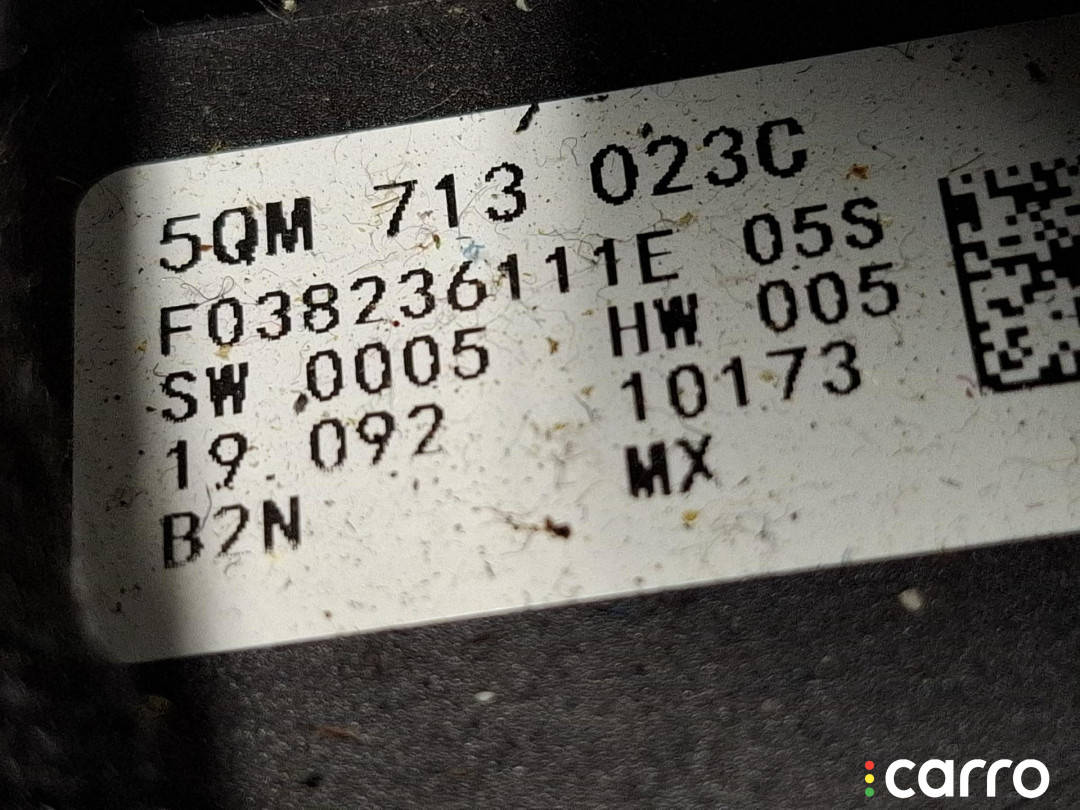 5QM 713 023C
F038236111E 05S
SW 0005 HW 005
19.092 10173
B2N MX
carro